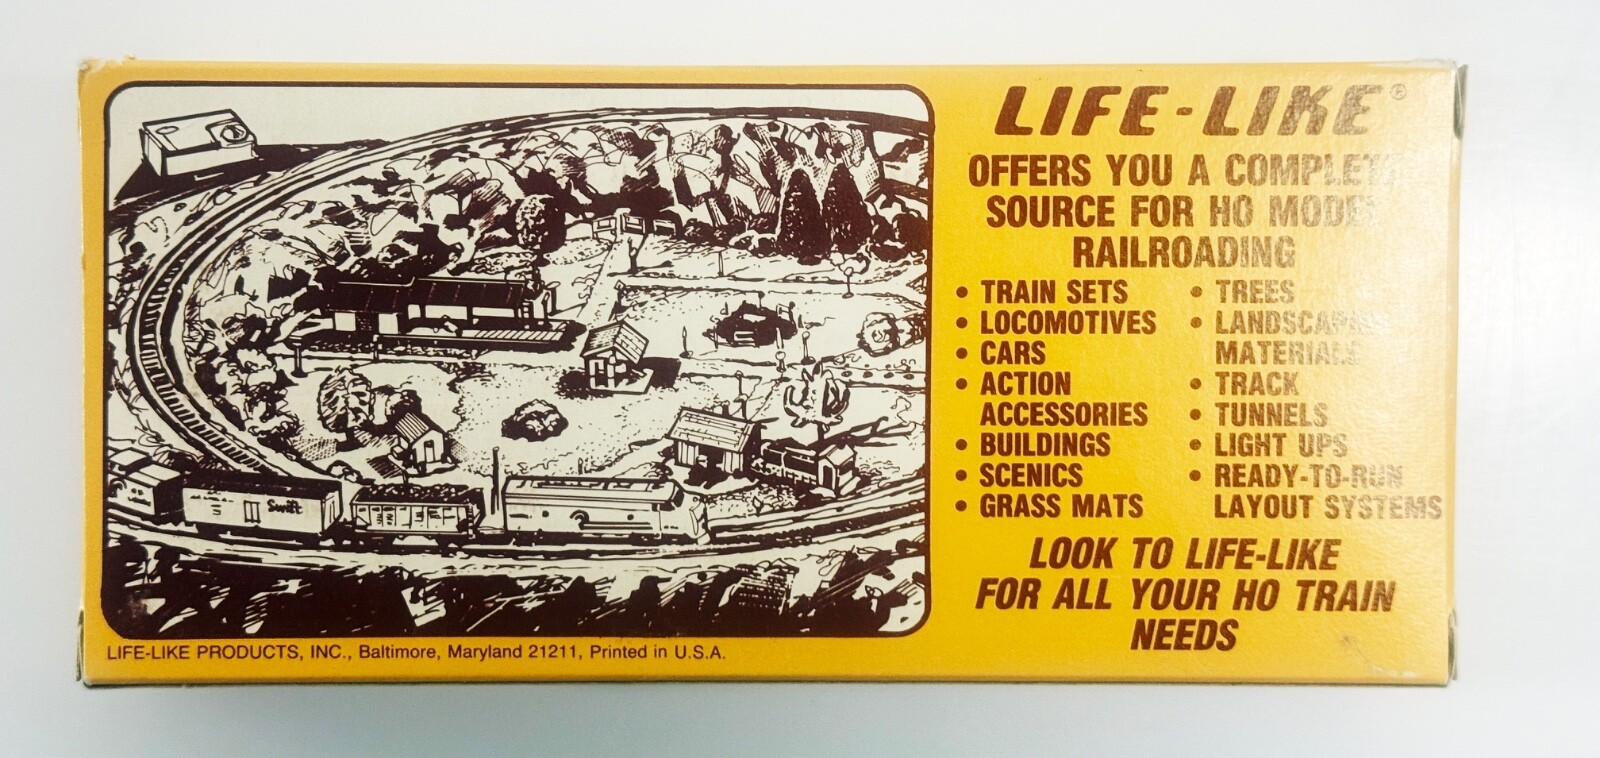 LIFE-LIKE®
OFFERS YOU A COMPLETE
SOURCE FOR HO MODEL
RAILROADING
• TRAIN SETS
• LOCOMOTIVES
• CARS
• ACTION
ACCESSORIES
• BUILDINGS
• SCENICS
• GRASS MATS
• TREES
• LANDSCAPING
MATERIALS
• TRACK
• TUNNELS
• LIGHT UPS
• READY-TO-RUN
LAYOUT SYSTEMS
LOOK TO LIFE-LIKE
FOR ALL YOUR HO TRAIN
NEEDS
Swift
LIFE-LIKE PRODUCTS, INC., Baltimore, Maryland 21211, Printed in U.S.A.